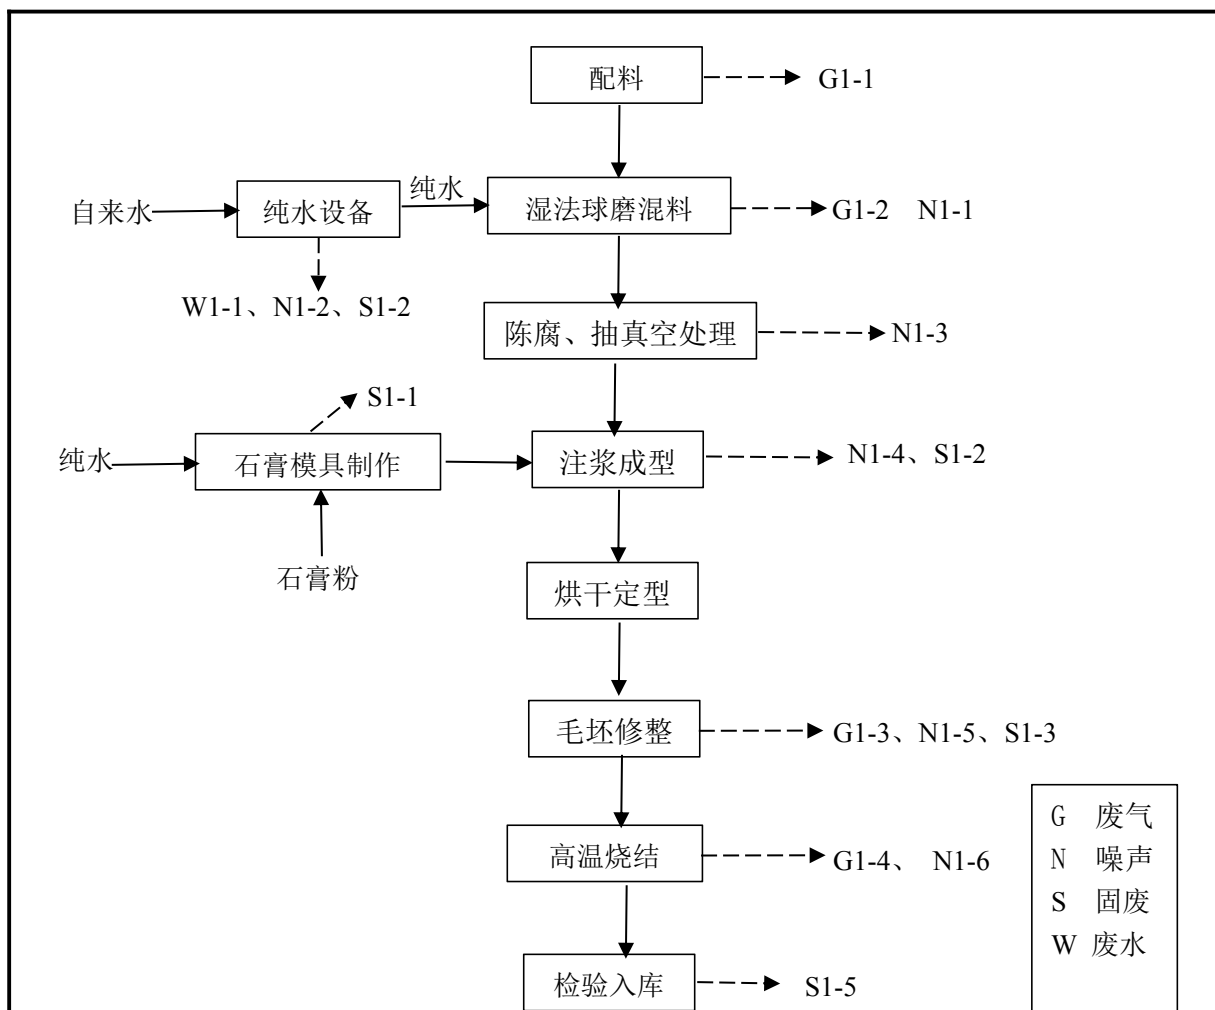 配料
G1-1
自来水
纯水设备
纯水
湿法球磨混料
G1-2 N1-1
W1-1、N1-2、S1-2
陈腐、抽真空处理
N1-3
S1-1
纯水
石膏模具制作
注浆成型
N1-4、S1-2
石膏粉
烘干定型
毛坯修整
G1-3、N1-5、S1-3
高温烧结
G1-4、 N1-6
检验入库
S1-5
G 废气
N 噪声
S 固废
W 废水